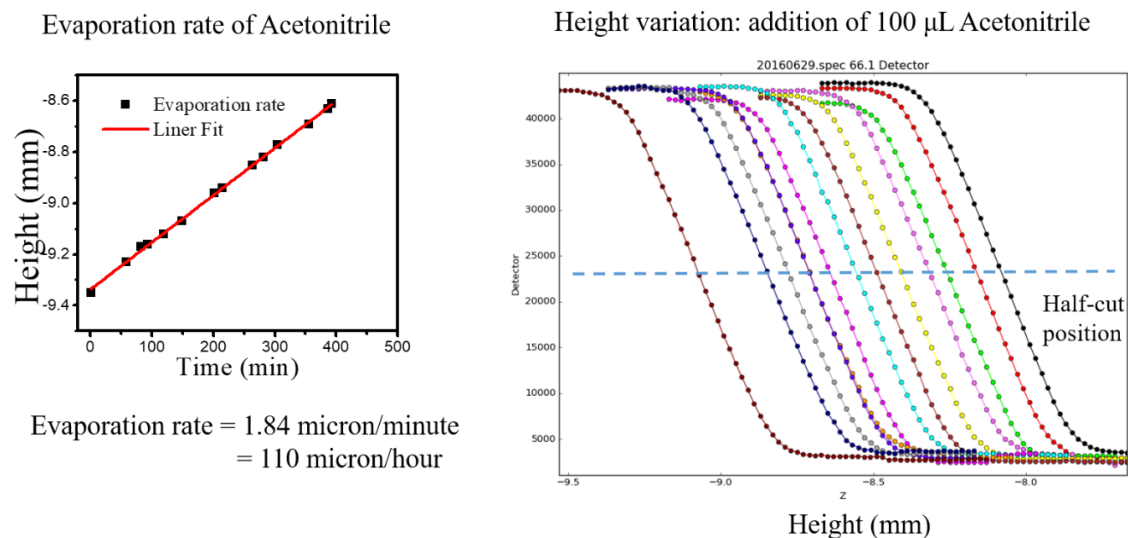 Evaporation rate of Acetonitrile
Height (mm)
-8.6
-8.8
-9.0
-9.2
-9.4
Evaporation rate
Liner Fit
0 100 200 300 400 500
Time (min)
Evaporation rate = 1.84 micron/minute
= 110 micron/hour
Height variation: addition of 100 μL Acetonitrile
20160629.spec 66.1 Detector
Detector
40000
35000
30000
25000
20000
15000
10000
5000
Half-cut
position
−9.5 −9.0 −8.5 −8.0
Z
Height (mm)